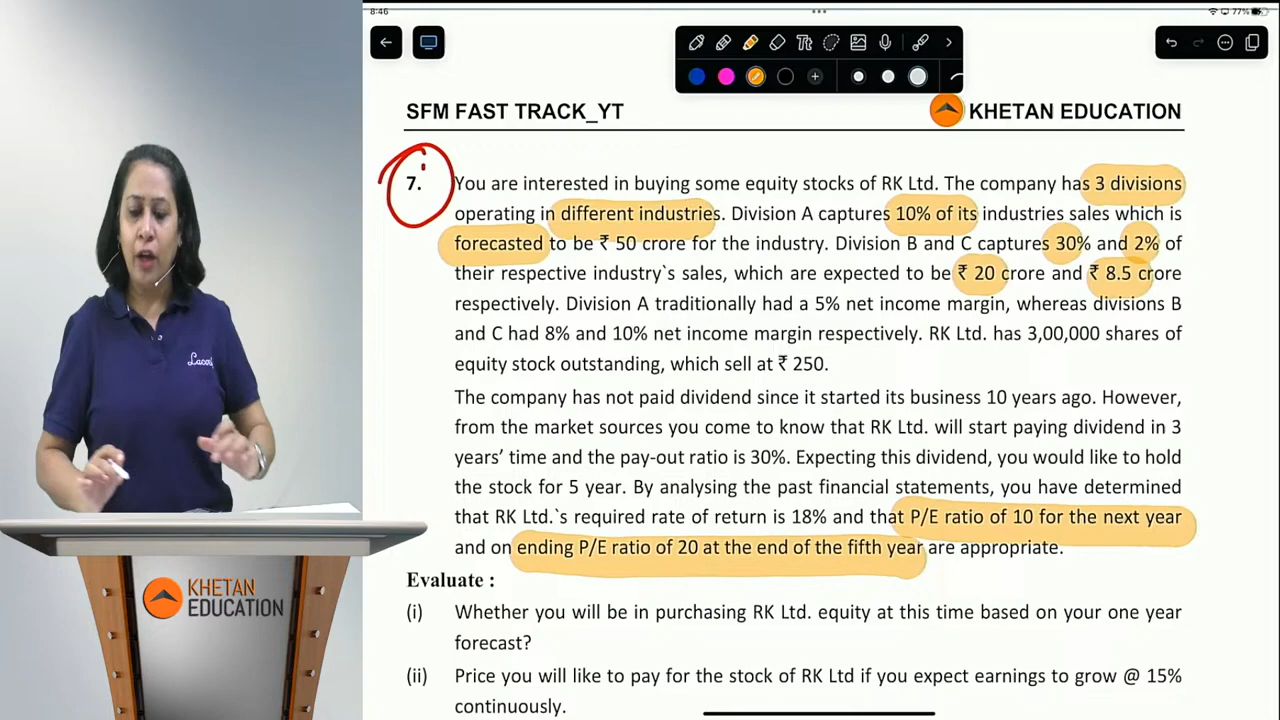 8:46
77%
SFM FAST TRACK_YT
KHETAN EDUCATION
7. You are interested in buying some equity stocks of RK Ltd. The company has 3 divisions
operating in different industries. Division A captures 10% of its industries sales which is
forecasted to be ₹ 50 crore for the industry. Division B and C captures 30% and 2% of
their respective industry`s sales, which are expected to be ₹ 20 crore and ₹ 8.5 crore
respectively. Division A traditionally had a 5% net income margin, whereas divisions B
and C had 8% and 10% net income margin respectively. RK Ltd. has 3,00,000 shares of
equity stock outstanding, which sell at ₹ 250.
The company has not paid dividend since it started its business 10 years ago. However,
from the market sources you come to know that RK Ltd. will start paying dividend in 3
years' time and the pay-out ratio is 30%. Expecting this dividend, you would like to hold
the stock for 5 year. By analysing the past financial statements, you have determined
that RK Ltd.`s required rate of return is 18% and that P/E ratio of 10 for the next year
and on ending P/E ratio of 20 at the end of the fifth year are appropriate.
Evaluate :
(i) Whether you will be in purchasing RK Ltd. equity at this time based on your one year
forecast?
(ii) Price you will like to pay for the stock of RK Ltd if you expect earnings to grow @ 15%
continuously.
KHETAN
EDUCATION